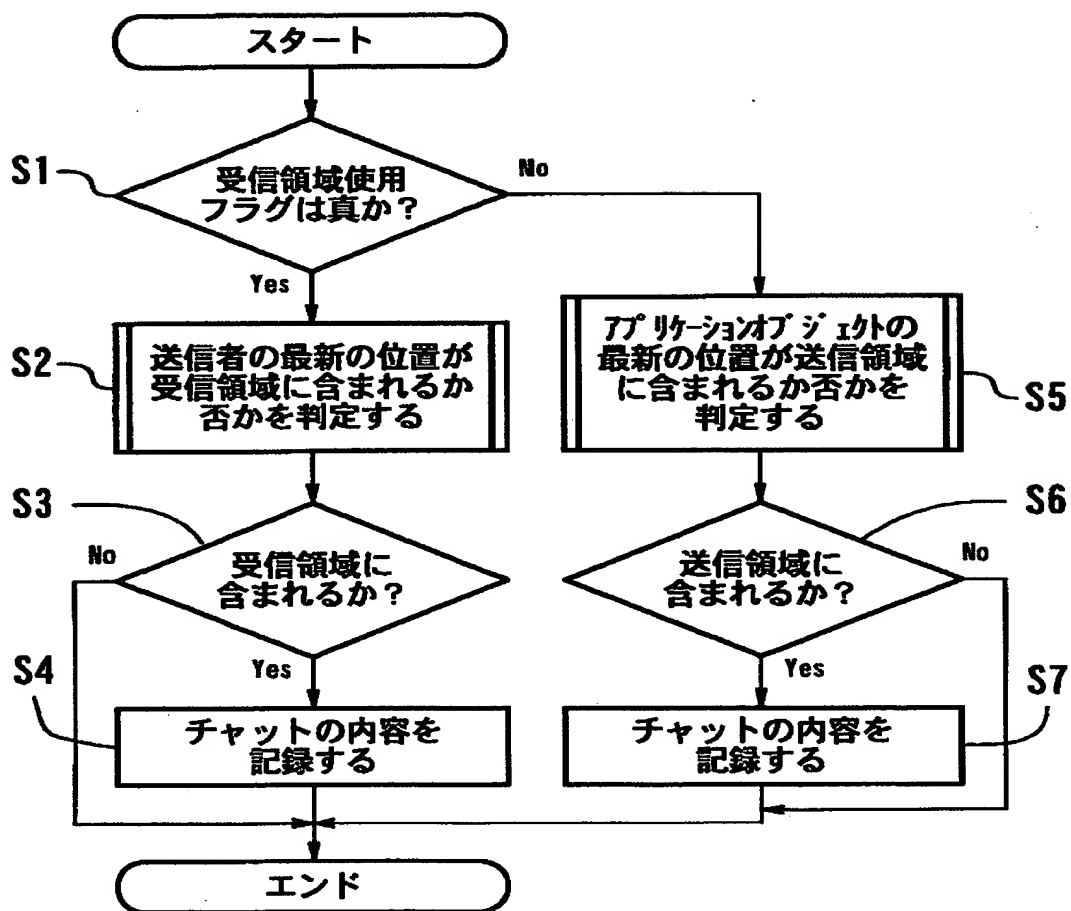 スタート
S1
受信領域使用
フラグは真か？
No
Yes
S2
送信者の最新の位置が
受信領域に含まれるか
否かを判定する
アプリケーションオブジェクトの
最新の位置が送信領域
に含まれるか否かを
判定する
S5
S3
No
受信領域に
含まれるか？
Yes
S6
送信領域に
含まれるか？
No
Yes
S4
チャットの内容を
記録する
S7
チャットの内容を
記録する
エンド